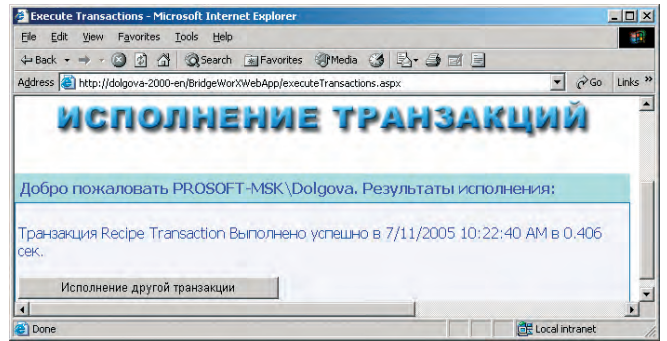 Execute Transactions - Microsoft Internet Explorer
File Edit View Favorites Tools Help
Back Search Favorites Media
Address http://dolgova-2000-en/BridgeWorXWebApp/executeTransactions.aspx Go Links »
ИСПОЛНЕНИЕ ТРАНЗАКЦИЙ
Добро пожаловать PROSOFT-MSK\Dolgova. Результаты исполнения:
Транзакция Recipe Transaction Выполнено успешно в 7/11/2005 10:22:40 AM в 0.406
сек.
Исполнение другой транзакции
Done Local intranet